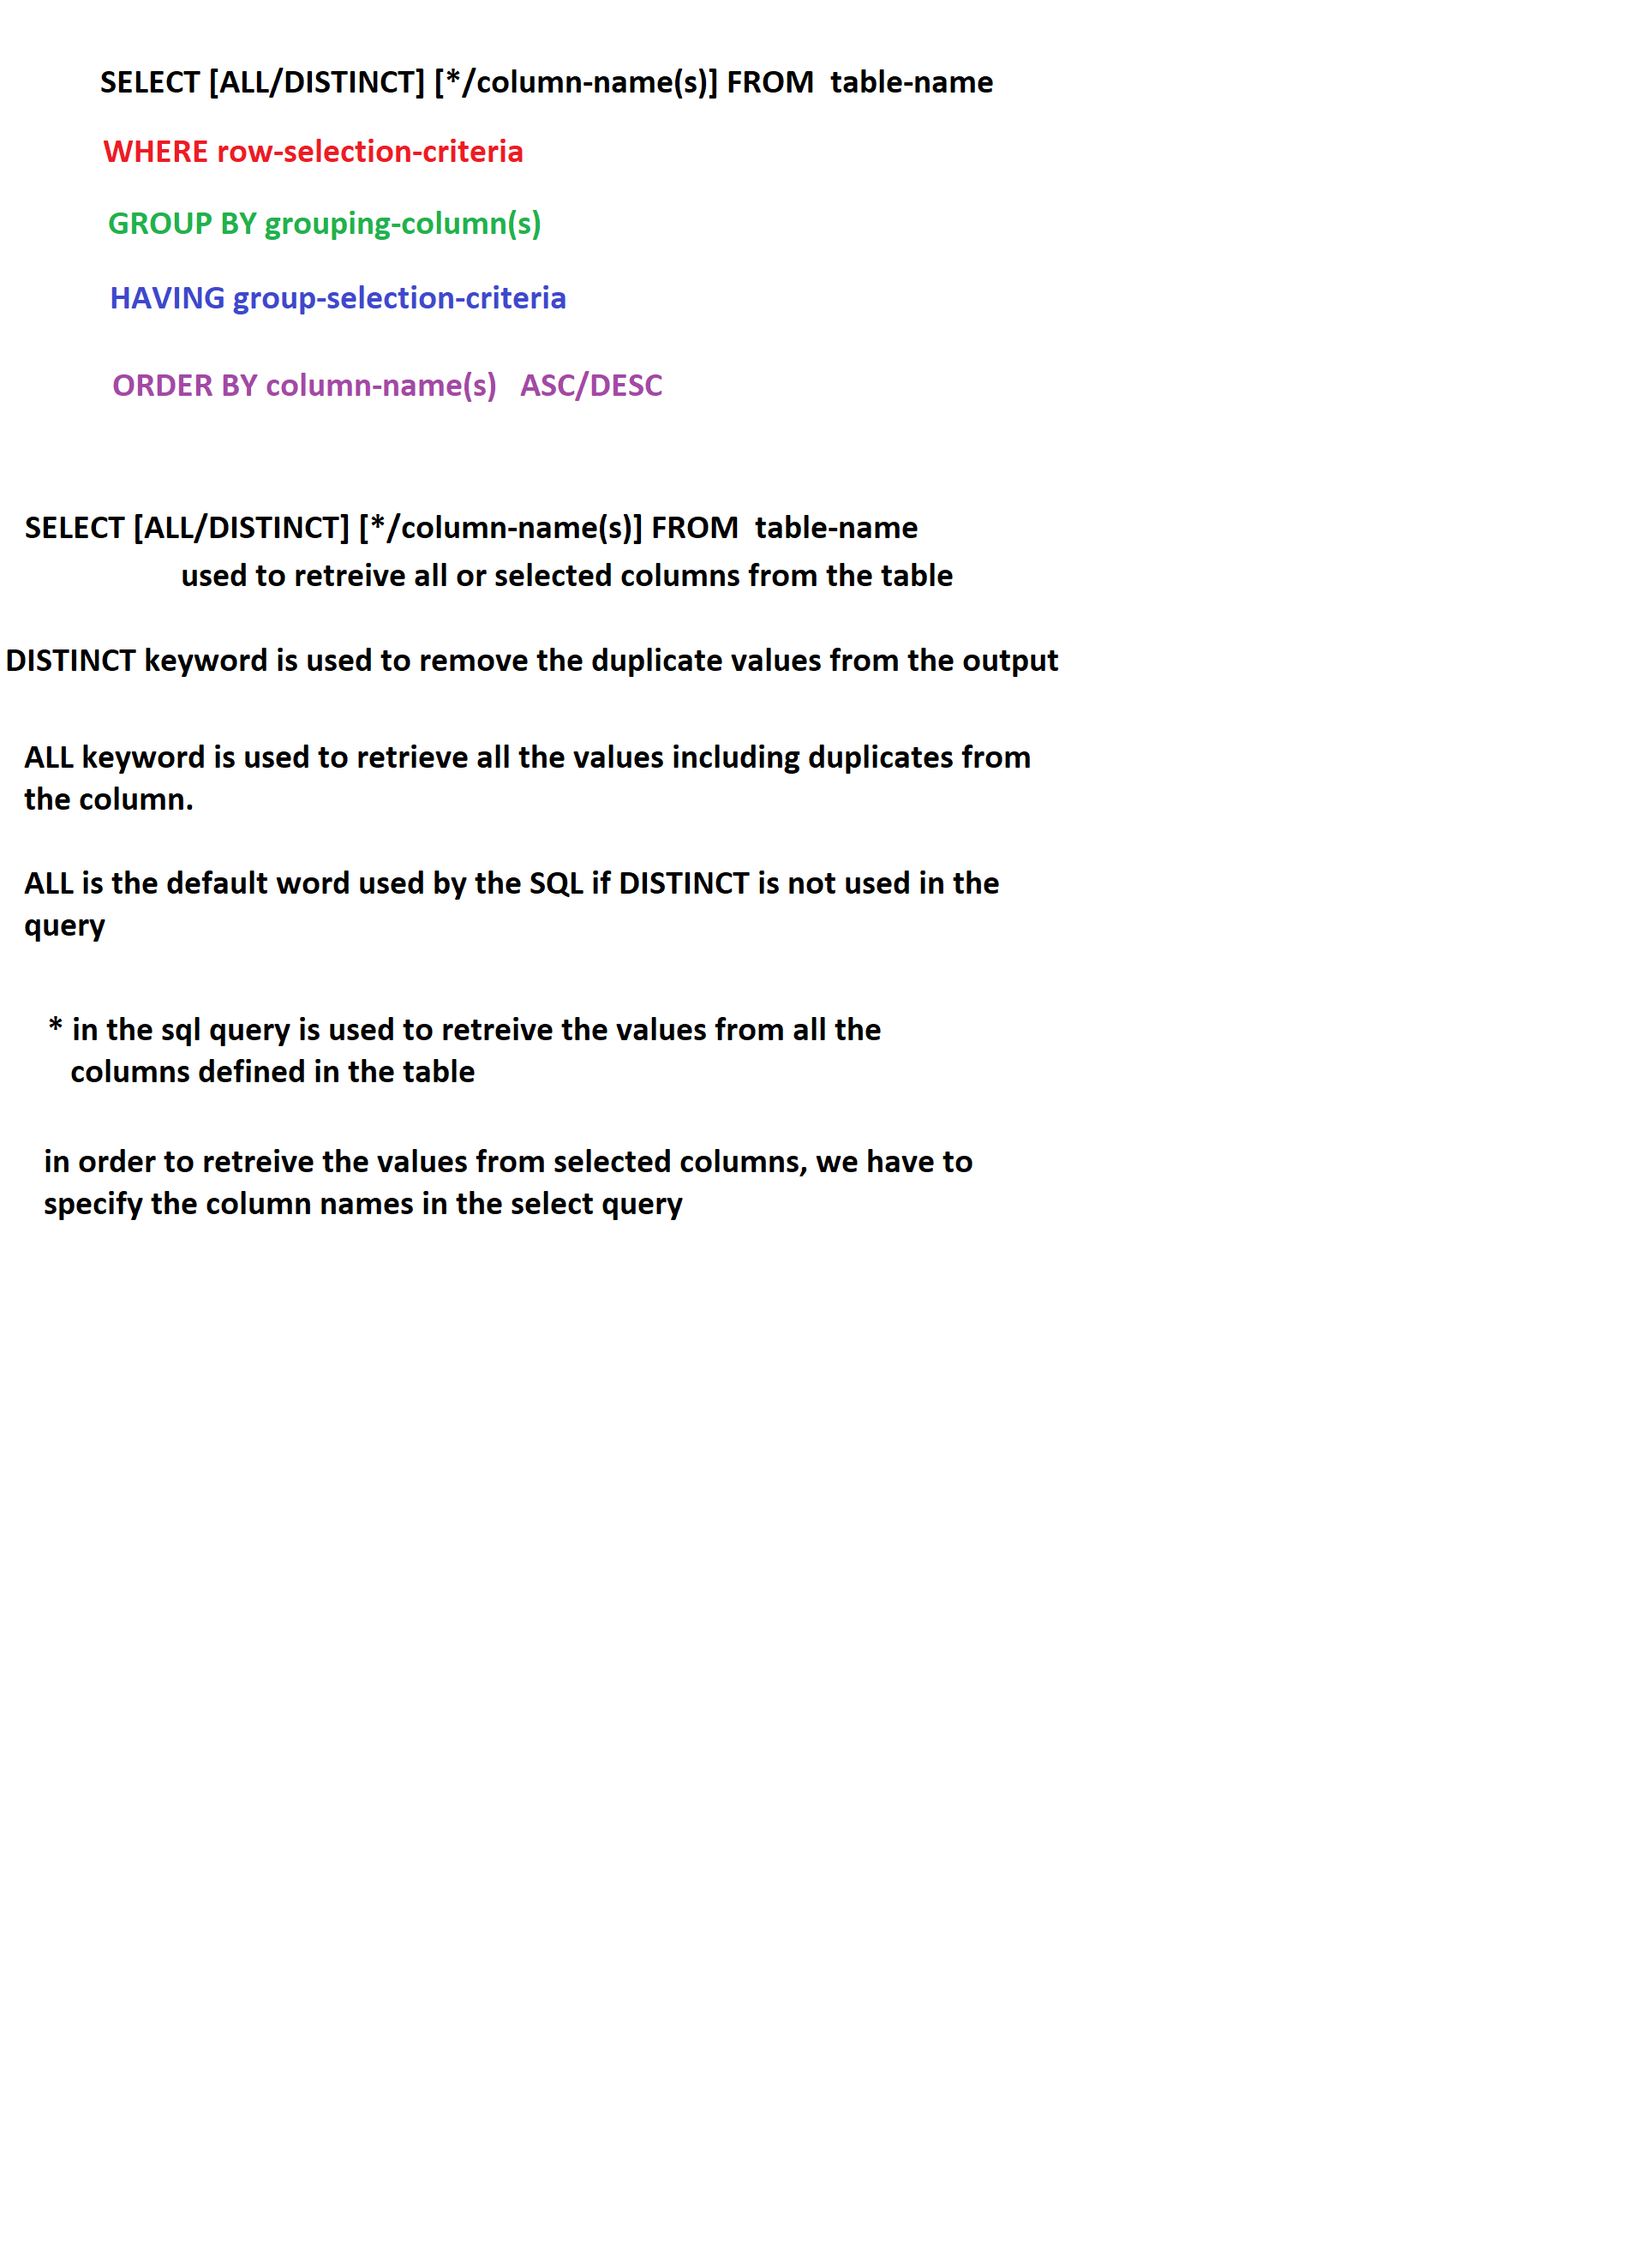 SELECT [ALL/DISTINCT] [*/column-name(s)] FROM  table-name
WHERE row-selection-criteria
GROUP BY grouping-column(s)
HAVING group-selection-criteria
ORDER BY column-name(s)   ASC/DESC
SELECT [ALL/DISTINCT] [*/column-name(s)] FROM  table-name
used to retreive all or selected columns from the table
DISTINCT keyword is used to remove the duplicate values from the output
ALL keyword is used to retrieve all the values including duplicates from
the column.
ALL is the default word used by the SQL if DISTINCT is not used in the
query
* in the sql query is used to retreive the values from all the
columns defined in the table
in order to retreive the values from selected columns, we have to
specify the column names in the select query